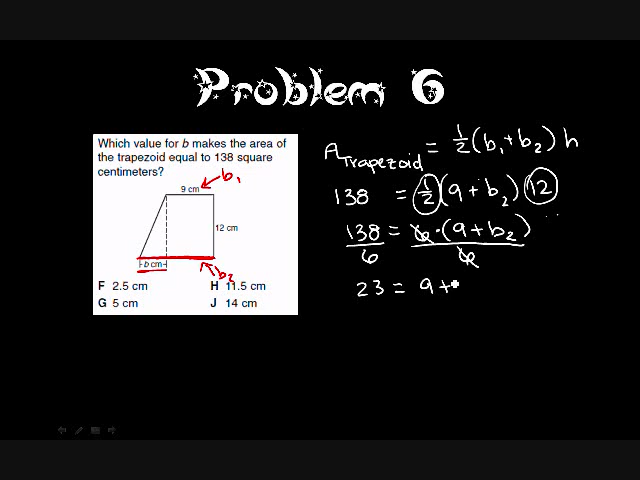 Problem 6
Which value for b makes the area of
the trapezoid equal to 138 square
centimeters?
9 cm
b₁
12 cm
b cm
b₂
F 2.5 cm
H 11.5 cm
G 5 cm
J 14 cm
A Trapezoid = 1/2 (b₁ + b₂) h
138 = 1/2 (9 + b₂) 12
138 = 6 · (9 + b₂)
6 6
23 = 9 +